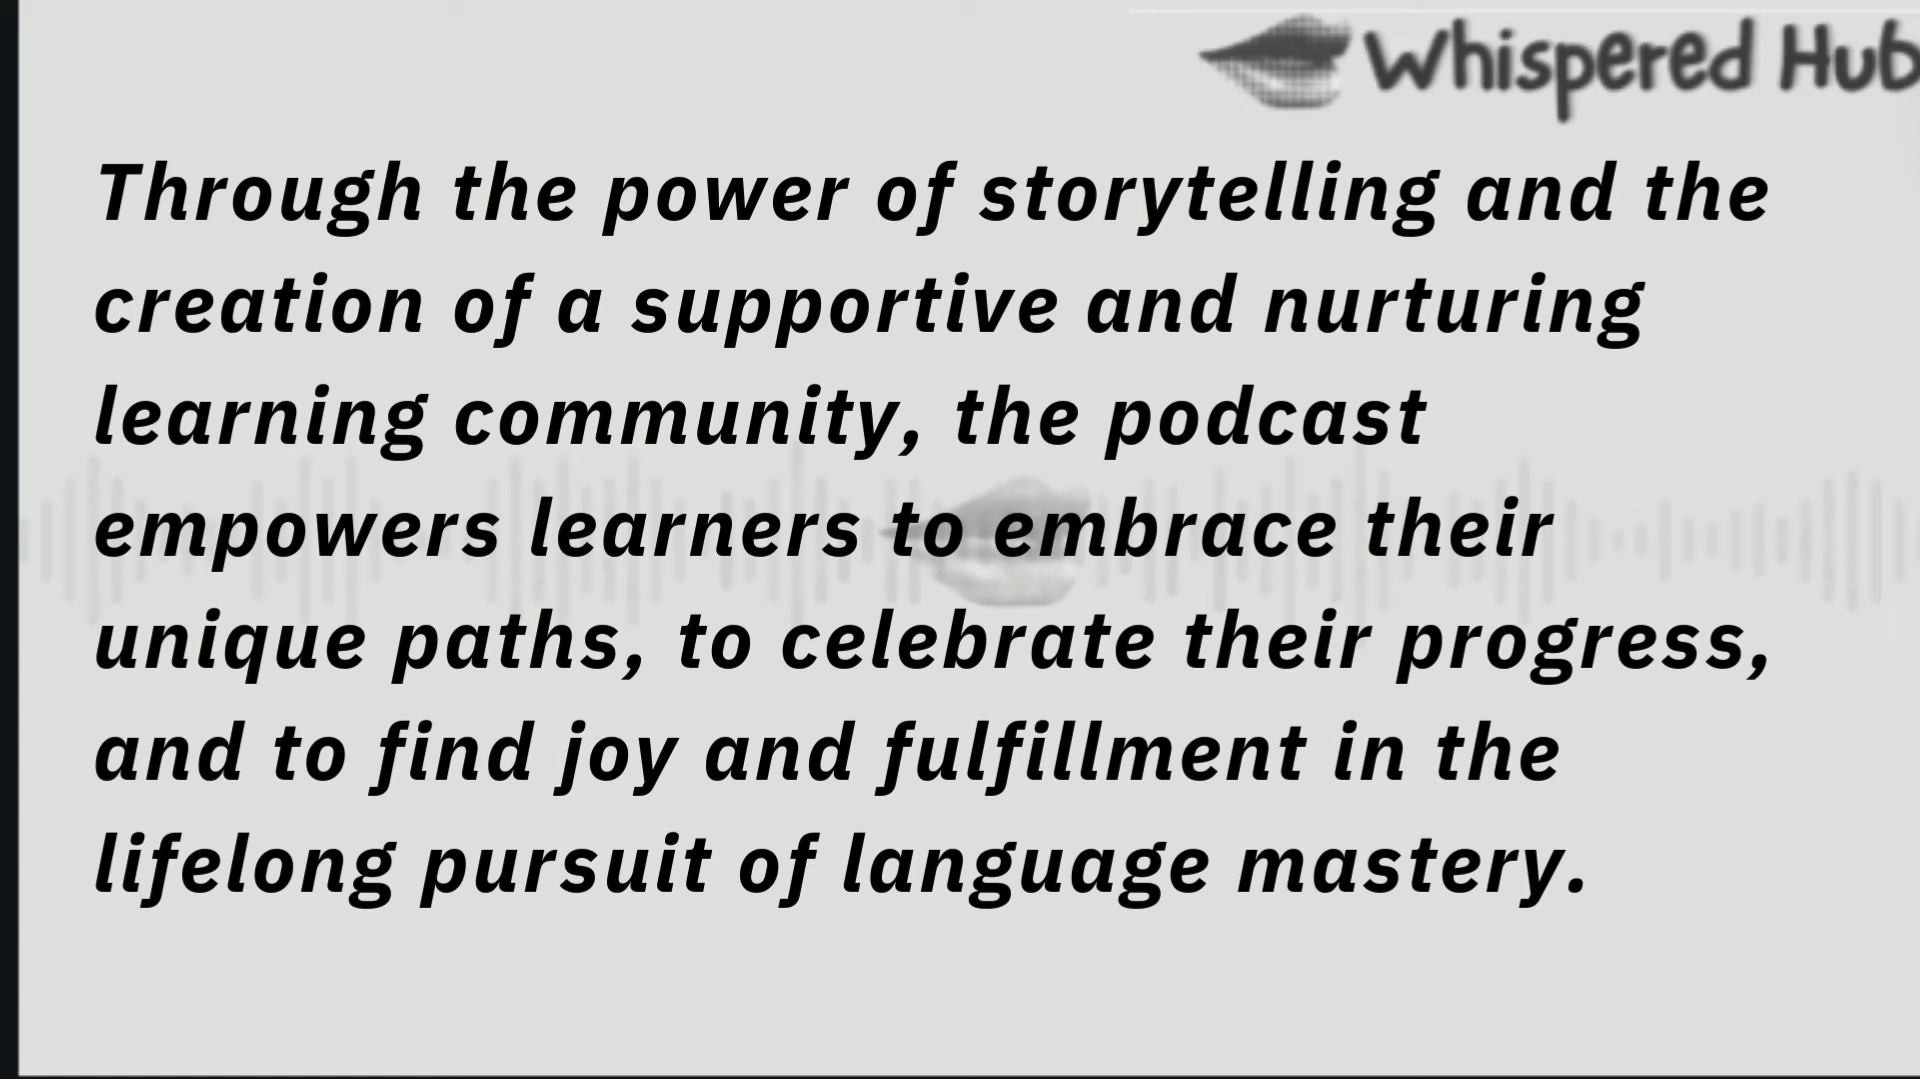 Whispered Hub
Through the power of storytelling and the
creation of a supportive and nurturing
learning community, the podcast
empowers learners to embrace their
unique paths, to celebrate their progress,
and to find joy and fulfillment in the
lifelong pursuit of language mastery.